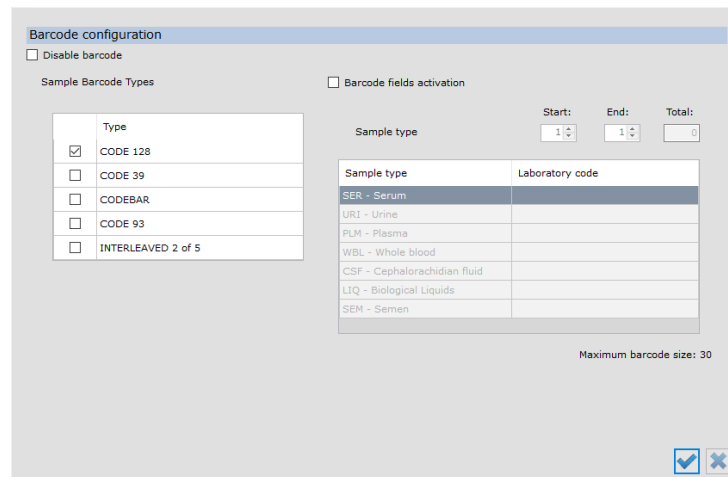 Barcode configuration
Disable barcode
Sample Barcode Types
Type
CODE 128
CODE 39
CODEBAR
CODE 93
INTERLEAVED 2 of 5
Barcode fields activation
Start: End: Total:
Sample type 1 1 0
Sample type Laboratory code
SER - Serum
URI - Urine
PLM - Plasma
WBL - Whole blood
CSF - Cephalorachidian fluid
LIQ - Biological Liquids
SEM - Semen
Maximum barcode size: 30